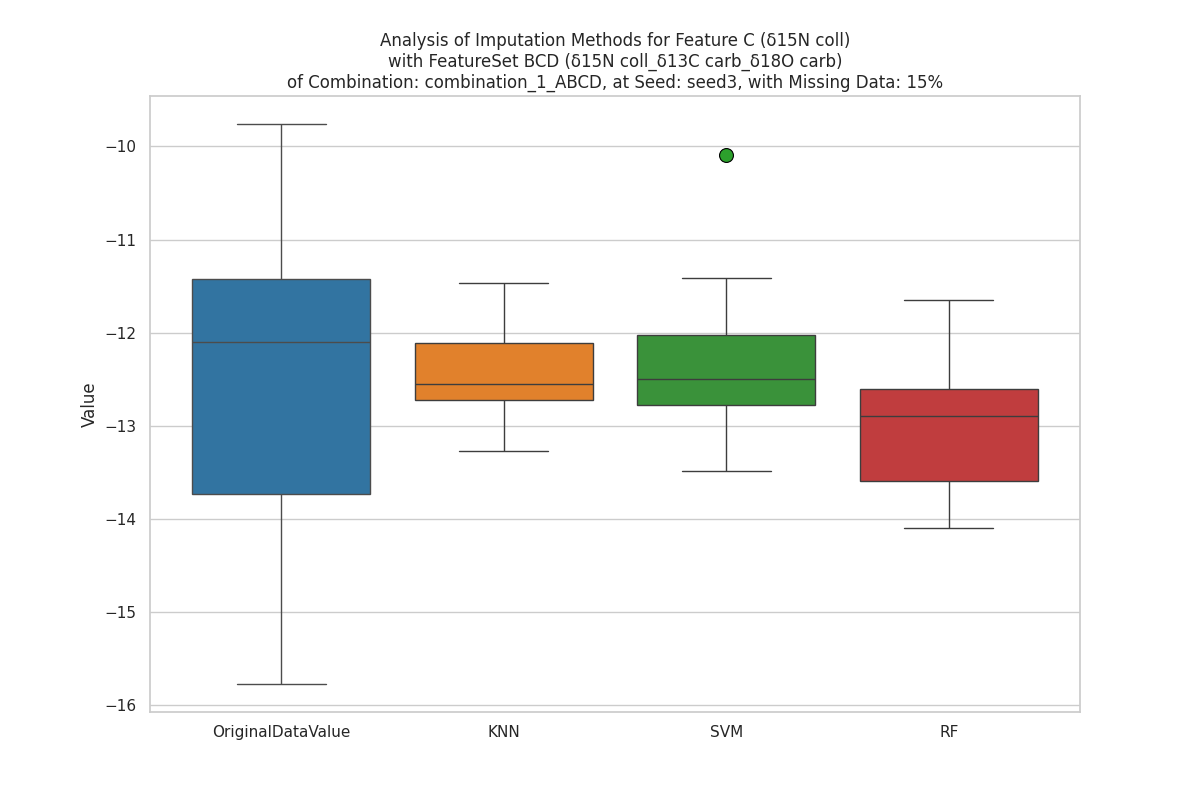 Analysis of Imputation Methods for Feature C (δ15N coll)
with FeatureSet BCD (δ15N coll_δ13C carb_δ18O carb)
of Combination: combination_1_ABCD, at Seed: seed3, with Missing Data: 15%
−10
−11
−12
−13
−14
−15
−16
Value
OriginalDataValue
KNN
SVM
RF